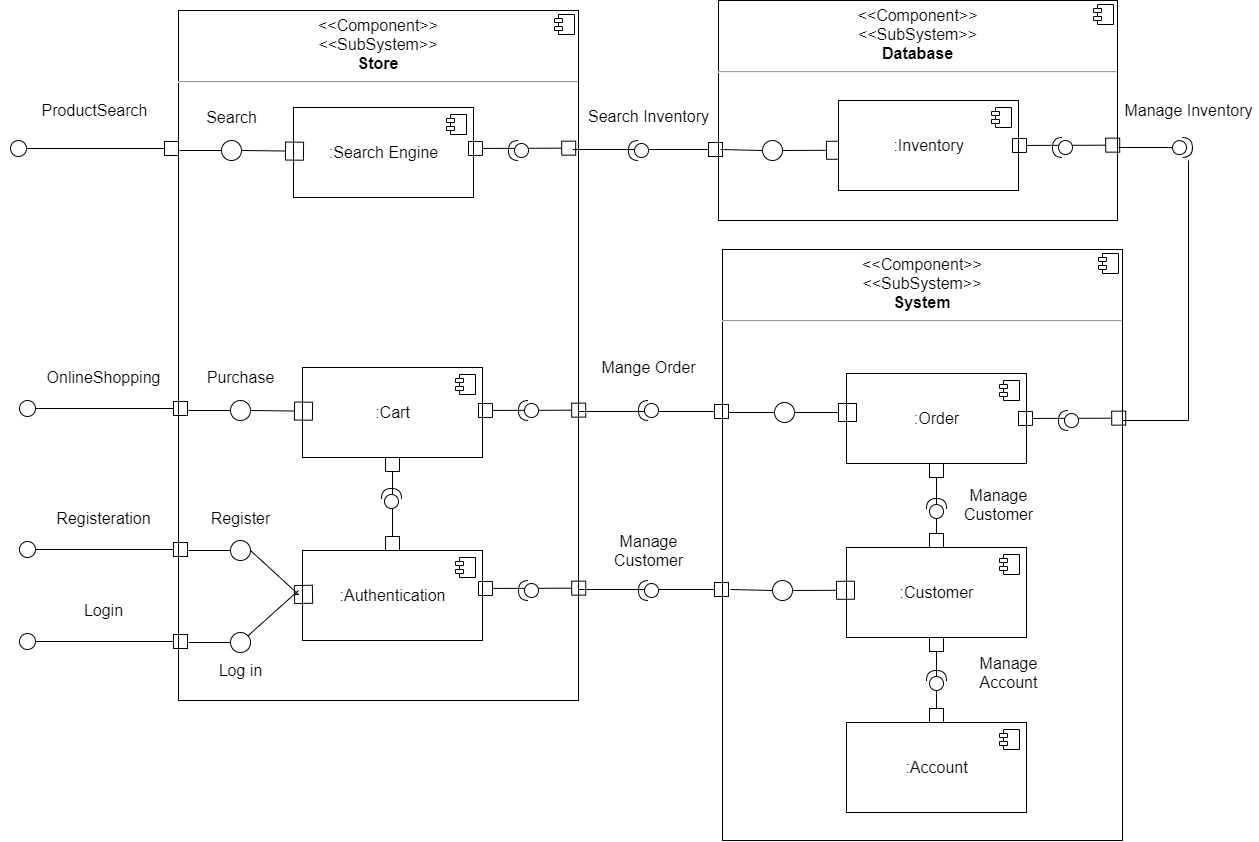 <<Component>>
<<SubSystem>>
Store
<<Component>>
<<SubSystem>>
Database
ProductSearch
Search
:Search Engine
Search Inventory
:Inventory
Manage Inventory
<<Component>>
<<SubSystem>>
System
OnlineShopping
Purchase
:Cart
Mange Order
:Order
Manage
Customer
Registeration
Register
Manage
Customer
:Authentication
:Customer
Login
Log in
Manage
Account
:Account